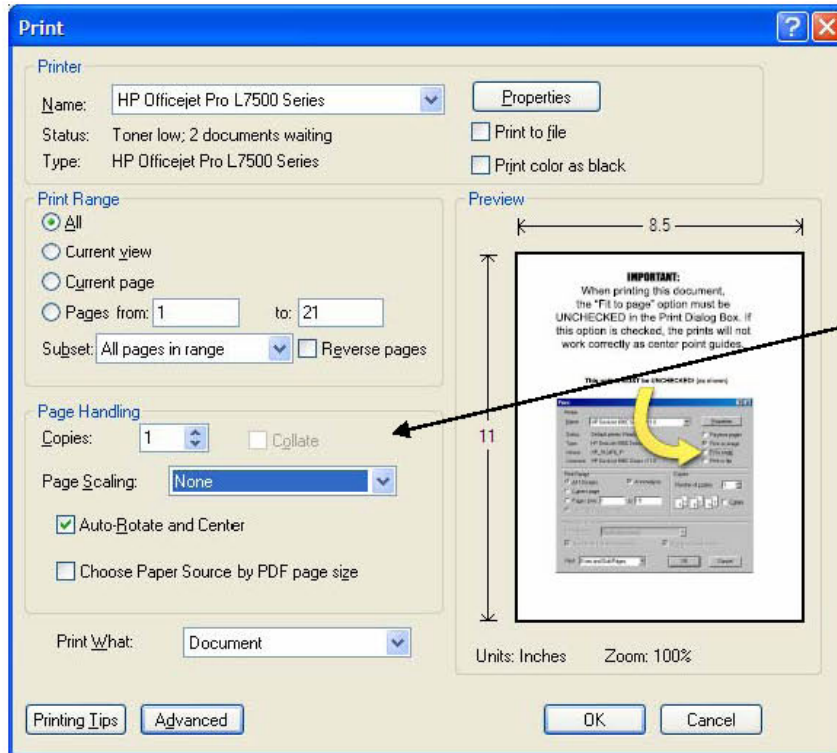 Print
Printer
Name: HP Officejet Pro L7500 Series
Properties
Status: Toner low; 2 documents waiting
Print to file
Type: HP Officejet Pro L7500 Series
Print color as black
Print Range
All
Current view
Current page
Pages from: 1 to: 21
Subset: All pages in range
Reverse pages
Page Handling
Copies: 1
Collate
Page Scaling: None
Auto-Rotate and Center
Choose Paper Source by PDF page size
Print What: Document
Preview
8.5
11
IMPORTANT:
When printing this document,
the "Fit to page" option must be
UNCHECKED in the Print Dialog Box. If
this option is checked, the prints will not
work correctly as center point guides.
MUST be UNCHECKED! (as shown)
Units: Inches Zoom: 100%
Printing Tips
Advanced
OK
Cancel